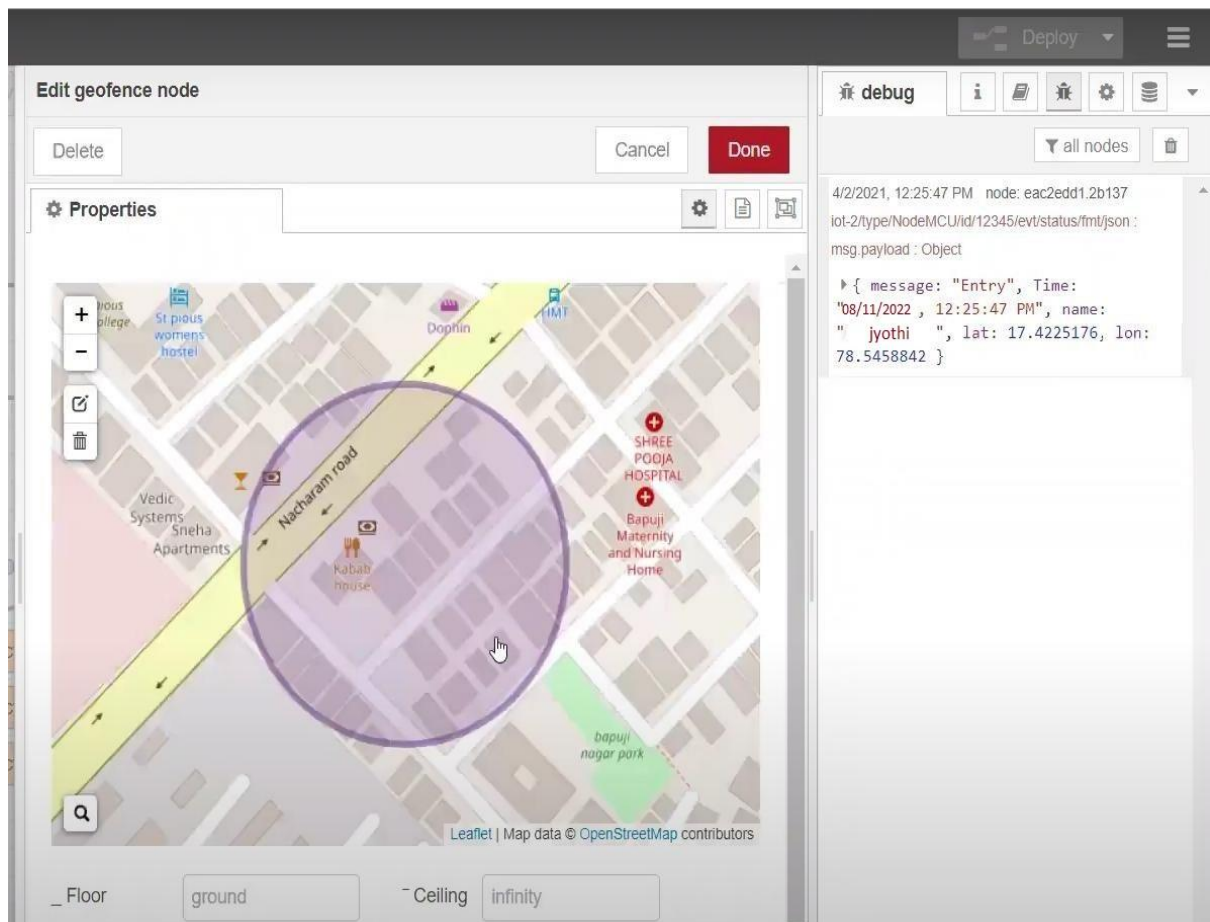 Deploy
Edit geofence node
Delete
Cancel
Done
Properties
+
-
St pious
womens
hostel
Dophin
HMT
SHREE
POOJA
HOSPITAL
Bapuji
Maternity
and Nursing
Home
Nacharam road
Vedic
Systems
Sneha
Apartments
Kabab
house
bapuji
nagar park
Leaflet | Map data © OpenStreetMap contributors
_ Floor
ground
‾ Ceiling
infinity
debug
i
all nodes
4/2/2021, 12:25:47 PM node: eac2edd1.2b137
iot-2/type/NodeMCU/id/12345/evt/status/fmt/json :
msg.payload : Object
{ message: "Entry", Time:
"08/11/2022 , 12:25:47 PM", name:
" jyothi ", lat: 17.4225176, lon:
78.5458842 }